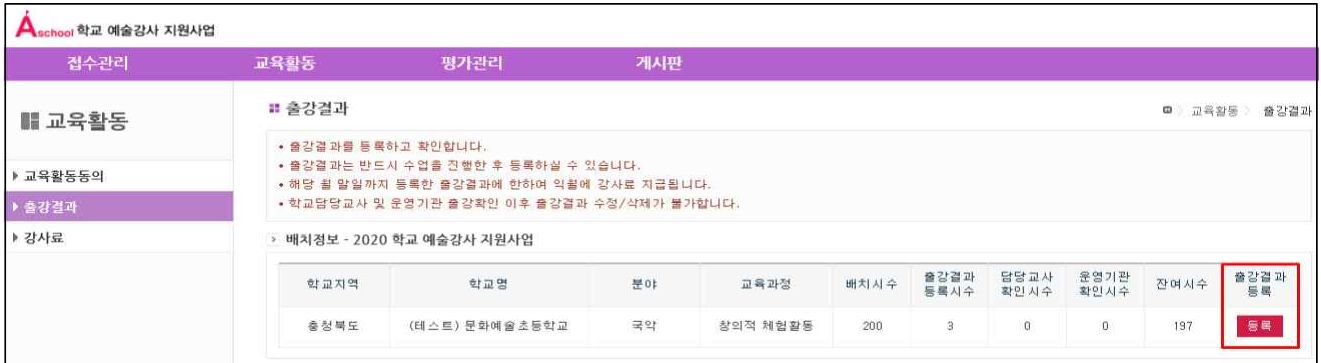 Aschool 학교 예술강사 지원사업
접수관리 교육활동 평가관리 게시판
교육활동
교육활동동의
출강결과
강사료
출강결과
교육활동 > 출강결과
• 출강결과를 등록하고 확인합니다.
• 출강결과는 반드시 수업을 진행한 후 등록하실 수 있습니다.
• 해당 월 말일까지 등록한 출강결과에 한하여 익월에 강사료 지급됩니다.
• 학교담당교사 및 운영기관 출강확인 이후 출강결과 수정/삭제가 불가합니다.
배치정보 - 2020 학교 예술강사 지원사업
학교지역 학교명 분야 교육과정 배치시수 출강결과 등록시수 담당교사 확인시수 운영기관 확인시수 잔여시수 출강결과 등록
충청북도 (테스트) 문화예술초등학교 국악 창의적 체험활동 200 3 0 0 197 등록